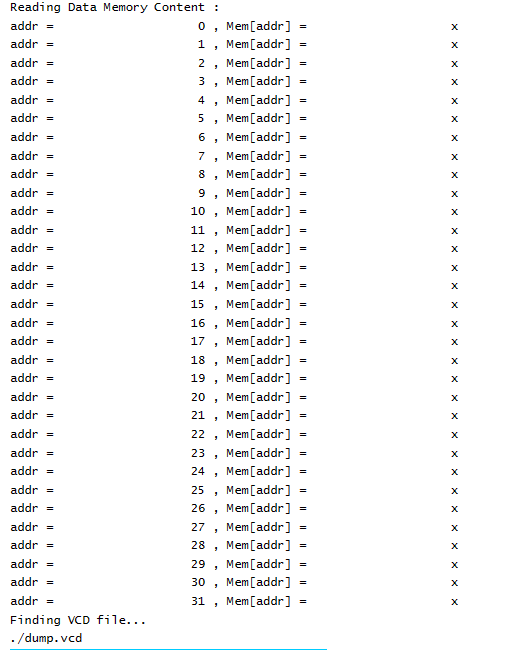 Reading Data Memory Content :
addr =                   0 , Mem[addr] =                    x
addr =                   1 , Mem[addr] =                    x
addr =                   2 , Mem[addr] =                    x
addr =                   3 , Mem[addr] =                    x
addr =                   4 , Mem[addr] =                    x
addr =                   5 , Mem[addr] =                    x
addr =                   6 , Mem[addr] =                    x
addr =                   7 , Mem[addr] =                    x
addr =                   8 , Mem[addr] =                    x
addr =                   9 , Mem[addr] =                    x
addr =                  10 , Mem[addr] =                    x
addr =                  11 , Mem[addr] =                    x
addr =                  12 , Mem[addr] =                    x
addr =                  13 , Mem[addr] =                    x
addr =                  14 , Mem[addr] =                    x
addr =                  15 , Mem[addr] =                    x
addr =                  16 , Mem[addr] =                    x
addr =                  17 , Mem[addr] =                    x
addr =                  18 , Mem[addr] =                    x
addr =                  19 , Mem[addr] =                    x
addr =                  20 , Mem[addr] =                    x
addr =                  21 , Mem[addr] =                    x
addr =                  22 , Mem[addr] =                    x
addr =                  23 , Mem[addr] =                    x
addr =                  24 , Mem[addr] =                    x
addr =                  25 , Mem[addr] =                    x
addr =                  26 , Mem[addr] =                    x
addr =                  27 , Mem[addr] =                    x
addr =                  28 , Mem[addr] =                    x
addr =                  29 , Mem[addr] =                    x
addr =                  30 , Mem[addr] =                    x
addr =                  31 , Mem[addr] =                    x
Finding VCD file...
./dump.vcd